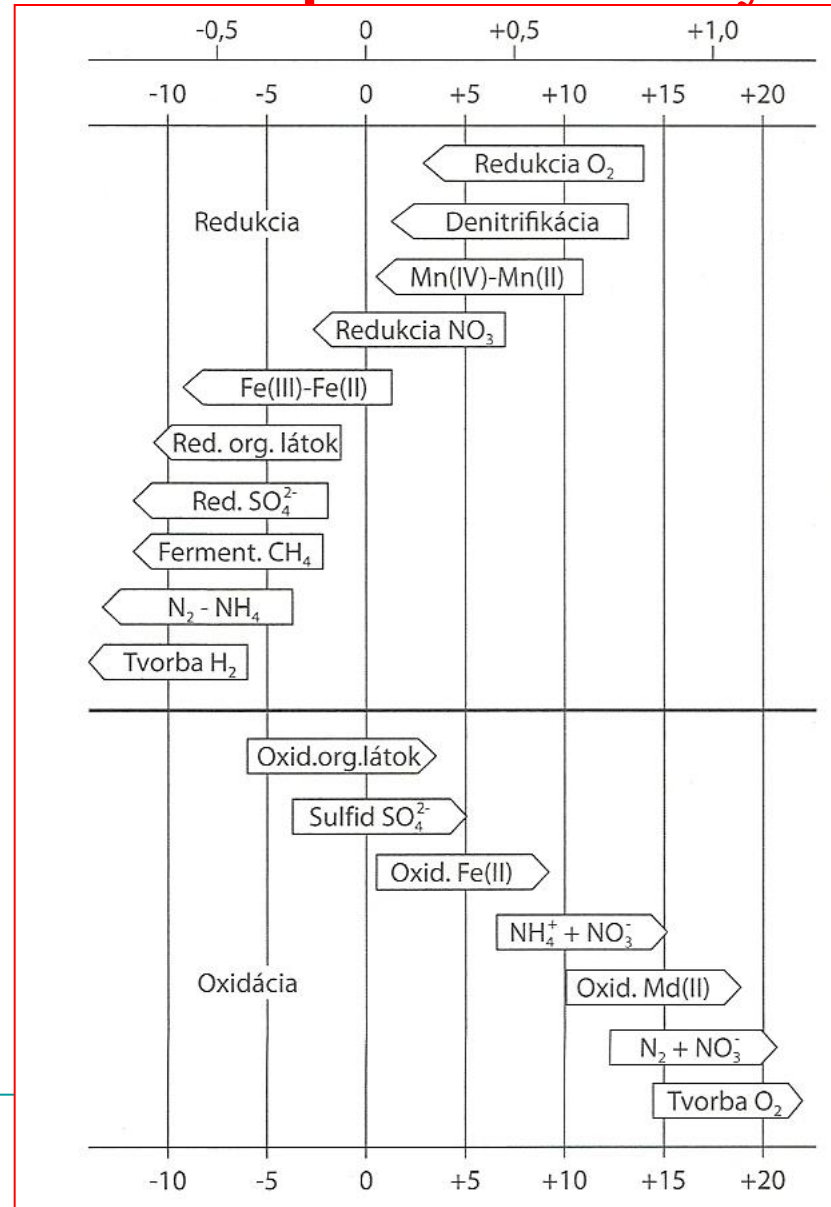 -0,5 0 +0,5 +1,0
-10 -5 0 +5 +10 +15 +20
Redukcia O₂
Redukcia
Denitrifikácia
Mn(IV)-Mn(II)
Redukcia NO₃
Fe(III)-Fe(II)
Red. org. látok
Red. SO₄²⁻
Ferment. CH₄
N₂ - NH₄
Tvorba H₂
Oxid.org.látok
Sulfid SO₄²⁻
Oxid. Fe(II)
NH₄⁺ + NO₃⁻
Oxidácia
Oxid. Md(II)
N₂ + NO₃⁻
Tvorba O₂
-10 -5 0 +5 +10 +15 +20